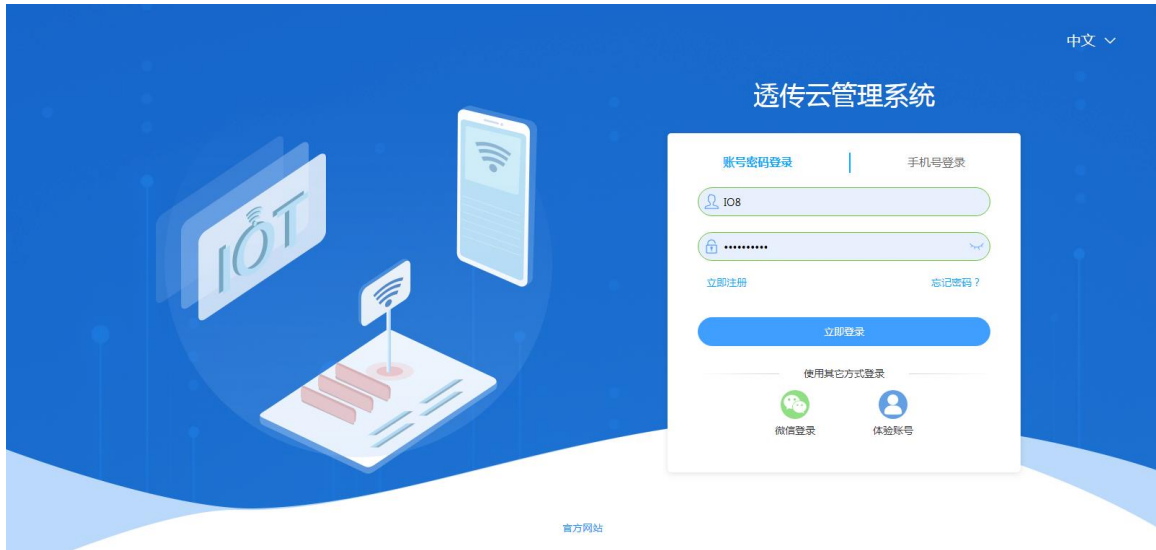 中文
透传云管理系统
账号密码登录
手机号登录
IO8
立即注册
忘记密码？
立即登录
使用其它方式登录
微信登录
体验账号
IOT
官方网站